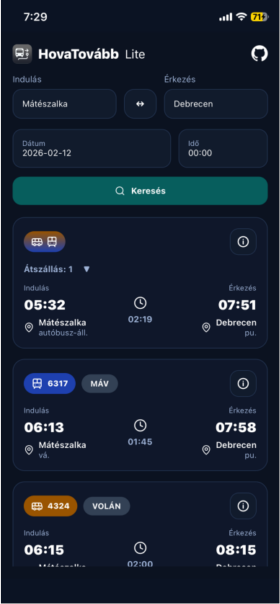 7:29
71
HovaTovább Lite
Indulás Érkezés
Mátészalka Debrecen
Dátum Idő
2026-02-12 00:00
Keresés
Átszállás: 1
Indulás Érkezés
05:32 07:51
02:19
Mátészalka Debrecen
autóbusz-áll. pu.
6317 MÁV
Indulás Érkezés
06:13 07:58
01:45
Mátészalka Debrecen
vá. pu.
4324 VOLÁN
Indulás Érkezés
06:15 08:15
02:00
Mátészalka Debrecen